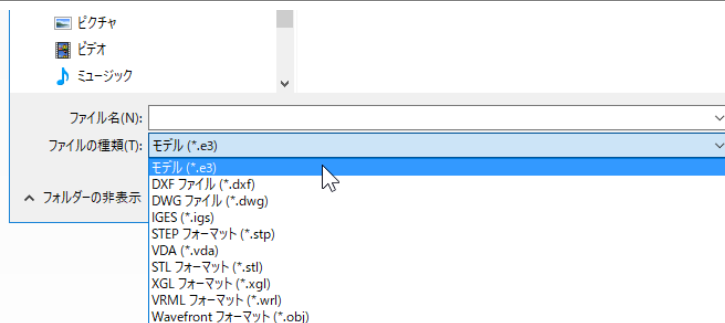 ピクチャ
ビデオ
ミュージック
ファイル名(N):
ファイルの種類(T): モデル (*.e3)
モデル (*.e3)
DXF ファイル (*.dxf)
フォルダーの非表示 DWG ファイル (*.dwg)
IGES (*.igs)
STEP フォーマット (*.stp)
VDA (*.vda)
STL フォーマット (*.stl)
XGL フォーマット (*.xgl)
VRML フォーマット (*.wrl)
Wavefront フォーマット (*.obj)